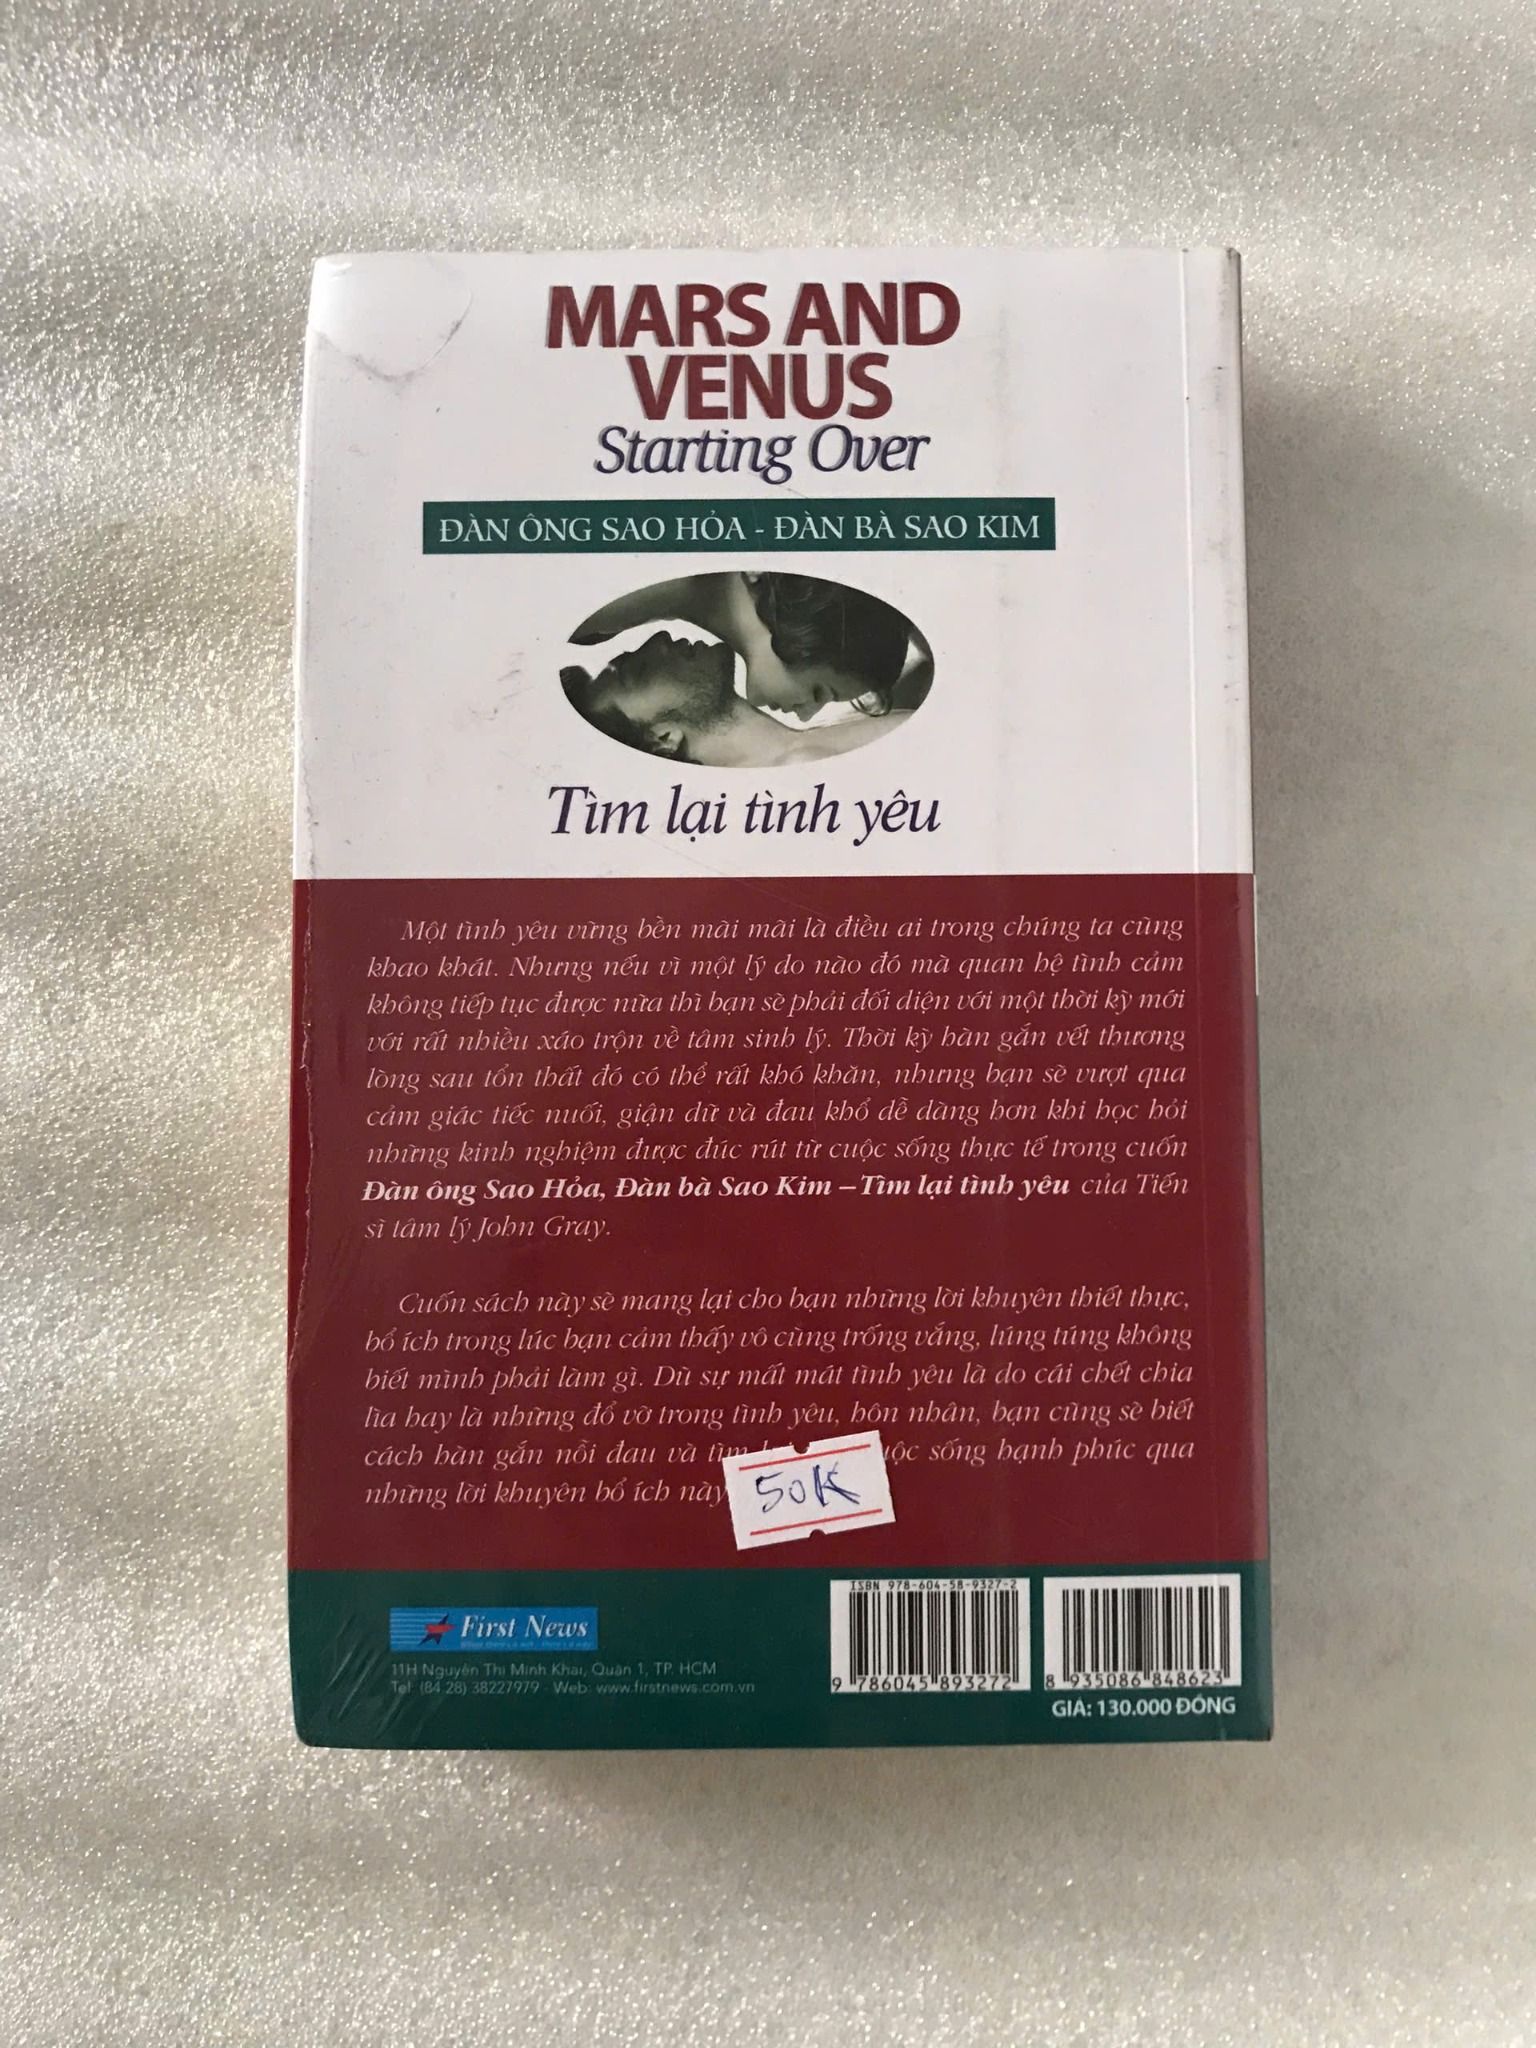 MARS AND
VENUS
Starting Over
ĐÀN ÔNG SAO HỎA - ĐÀN BÀ SAO KIM
Tìm lại tình yêu
Một tình yêu vững bền mãi mãi là điều ai trong chúng ta cũng
khao khát. Nhưng nếu vì một lý do nào đó mà quan hệ tình cảm
không tiếp tục được nữa thì bạn sẽ phải đối diện với một thời kỳ mới
với rất nhiều xáo trộn về tâm sinh lý. Thời kỳ hàn gắn vết thương
lòng sau tổn thất đó có thể rất khó khăn, nhưng bạn sẽ vượt qua
cảm giác tiếc nuối, giận dữ và đau khổ dễ dàng hơn khi học hỏi
những kinh nghiệm được đúc rút từ cuộc sống thực tế trong cuốn
Đàn ông Sao Hỏa, Đàn bà Sao Kim – Tìm lại tình yêu của Tiến
sĩ tâm lý John Gray.
Cuốn sách này sẽ mang lại cho bạn những lời khuyên thiết thực,
bổ ích trong lúc bạn cảm thấy vô cùng trống vắng, lúng túng không
biết mình phải làm gì. Dù sự mất mát tình yêu là do cái chết chia
lìa hay là những đổ vỡ trong tình yêu, hôn nhân, bạn cũng sẽ biết
cách hàn gắn nỗi đau và tìm sống hạnh phúc qua
những lời khuyên bổ ích này
50K
ISBN 978-604-58-9327-2
First News
11H Nguyễn Thị Minh Khai, Quận 1, TP. HCM
Tel: (84.28) 38227979 - Web: www.firstnews.com.vn
9 786045 893272
8 935086 848623
GIÁ: 130.000 ĐỒNG